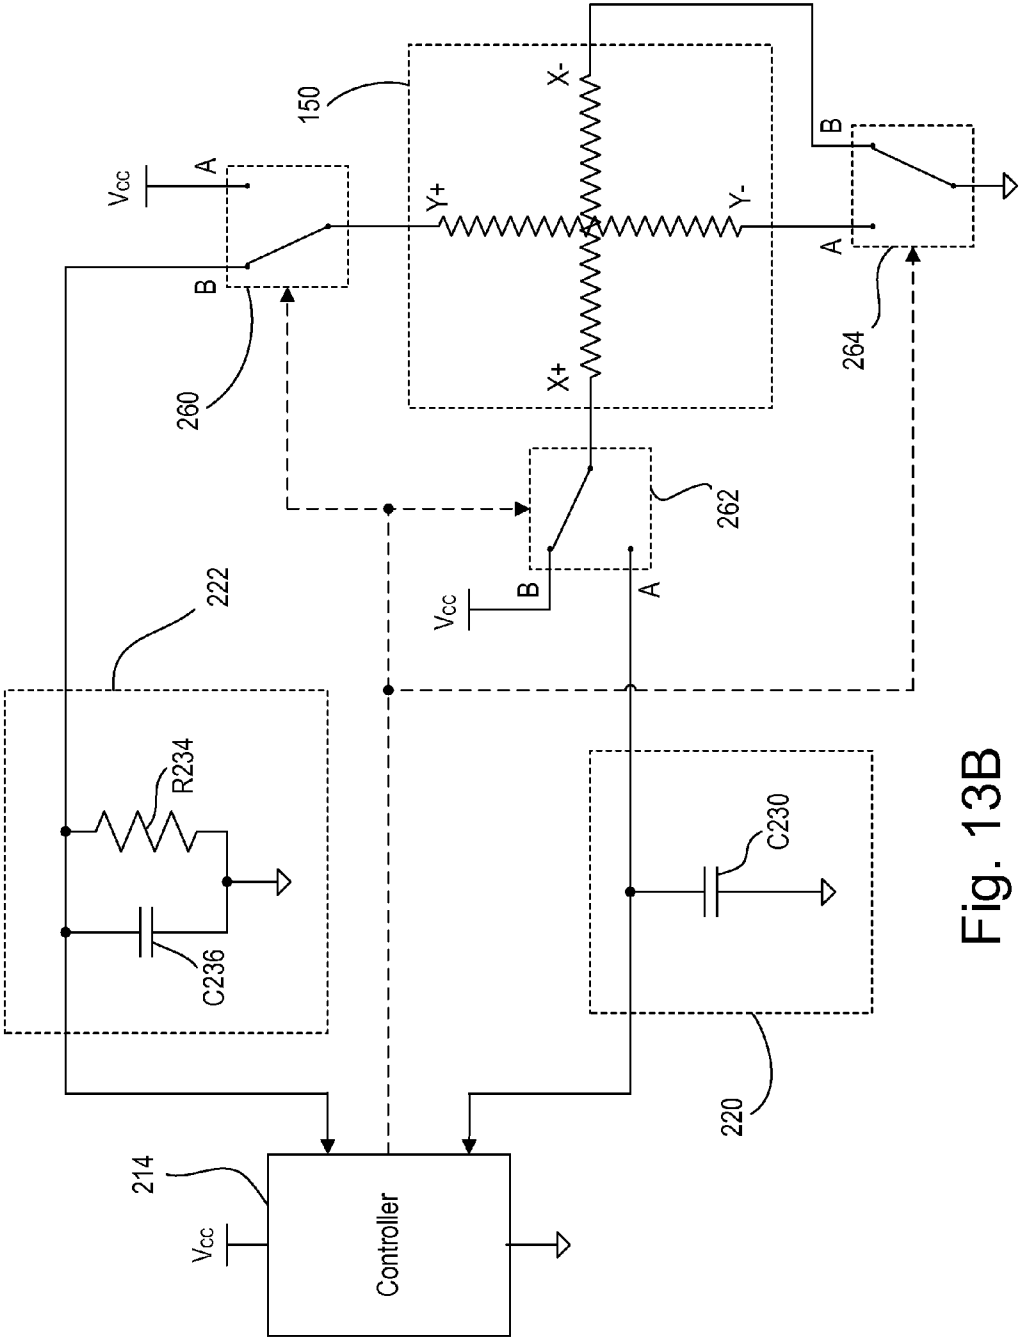 Vcc
A
B
260
150
Y+
X-
Y-
X+
B
A
264
262
Vcc
B
A
222
R234
C236
C230
220
214
Vcc
Controller
Fig. 13B